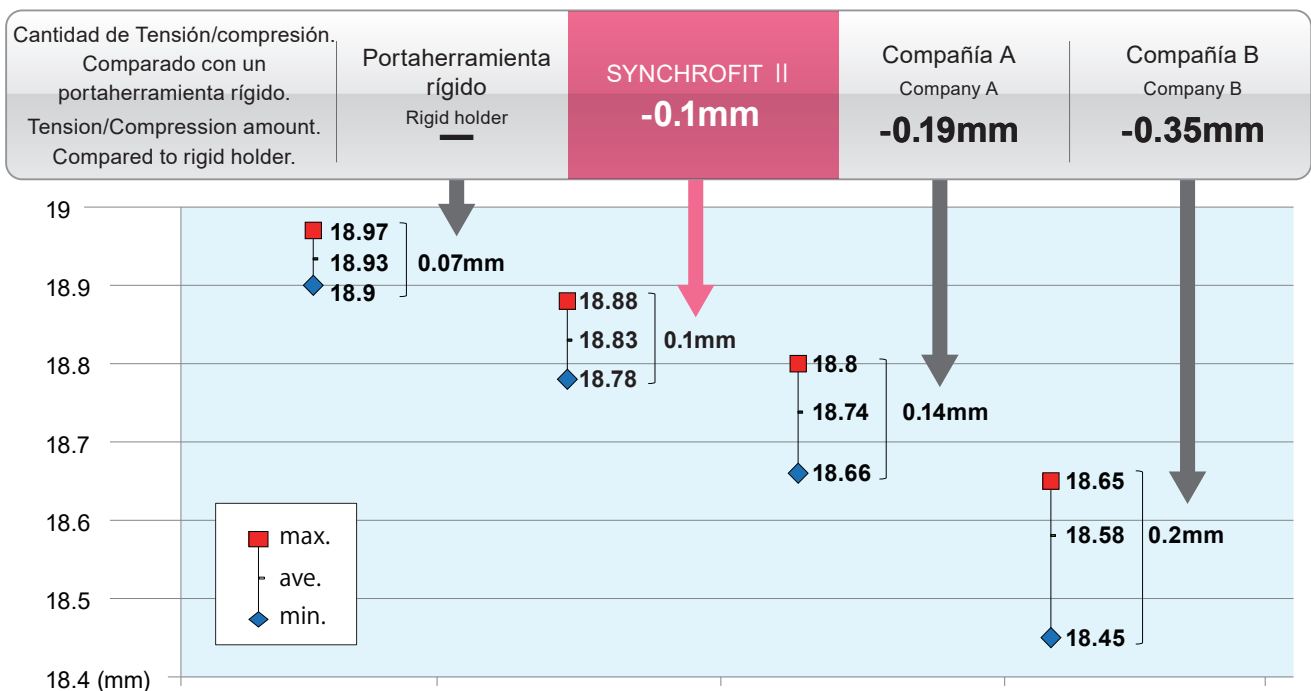 Cantidad de Tensión/compresión.
Comparado con un
portaherramienta rígido.
Tension/Compression amount.
Compared to rigid holder.
Portaherramienta
rígido
Rigid holder
—
SYNCHROFIT II
-0.1mm
Compañía A
Company A
-0.19mm
Compañía B
Company B
-0.35mm
19
18.9
18.8
18.7
18.6
18.5
18.4 (mm)
18.97
18.93
18.9
0.07mm
18.88
18.83
18.78
0.1mm
18.8
18.74
18.66
0.14mm
18.65
18.58
18.45
0.2mm
max.
ave.
min.